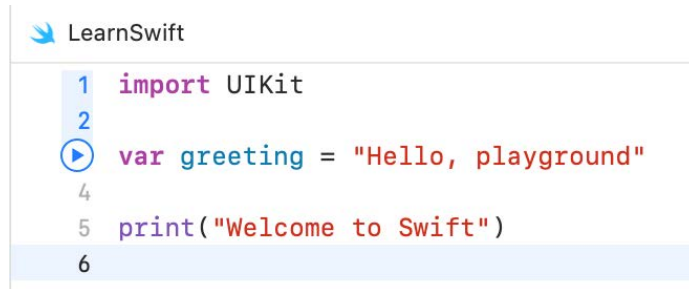 LearnSwift
1 import UIKit
2
var greeting = "Hello, playground"
4
5 print("Welcome to Swift")
6